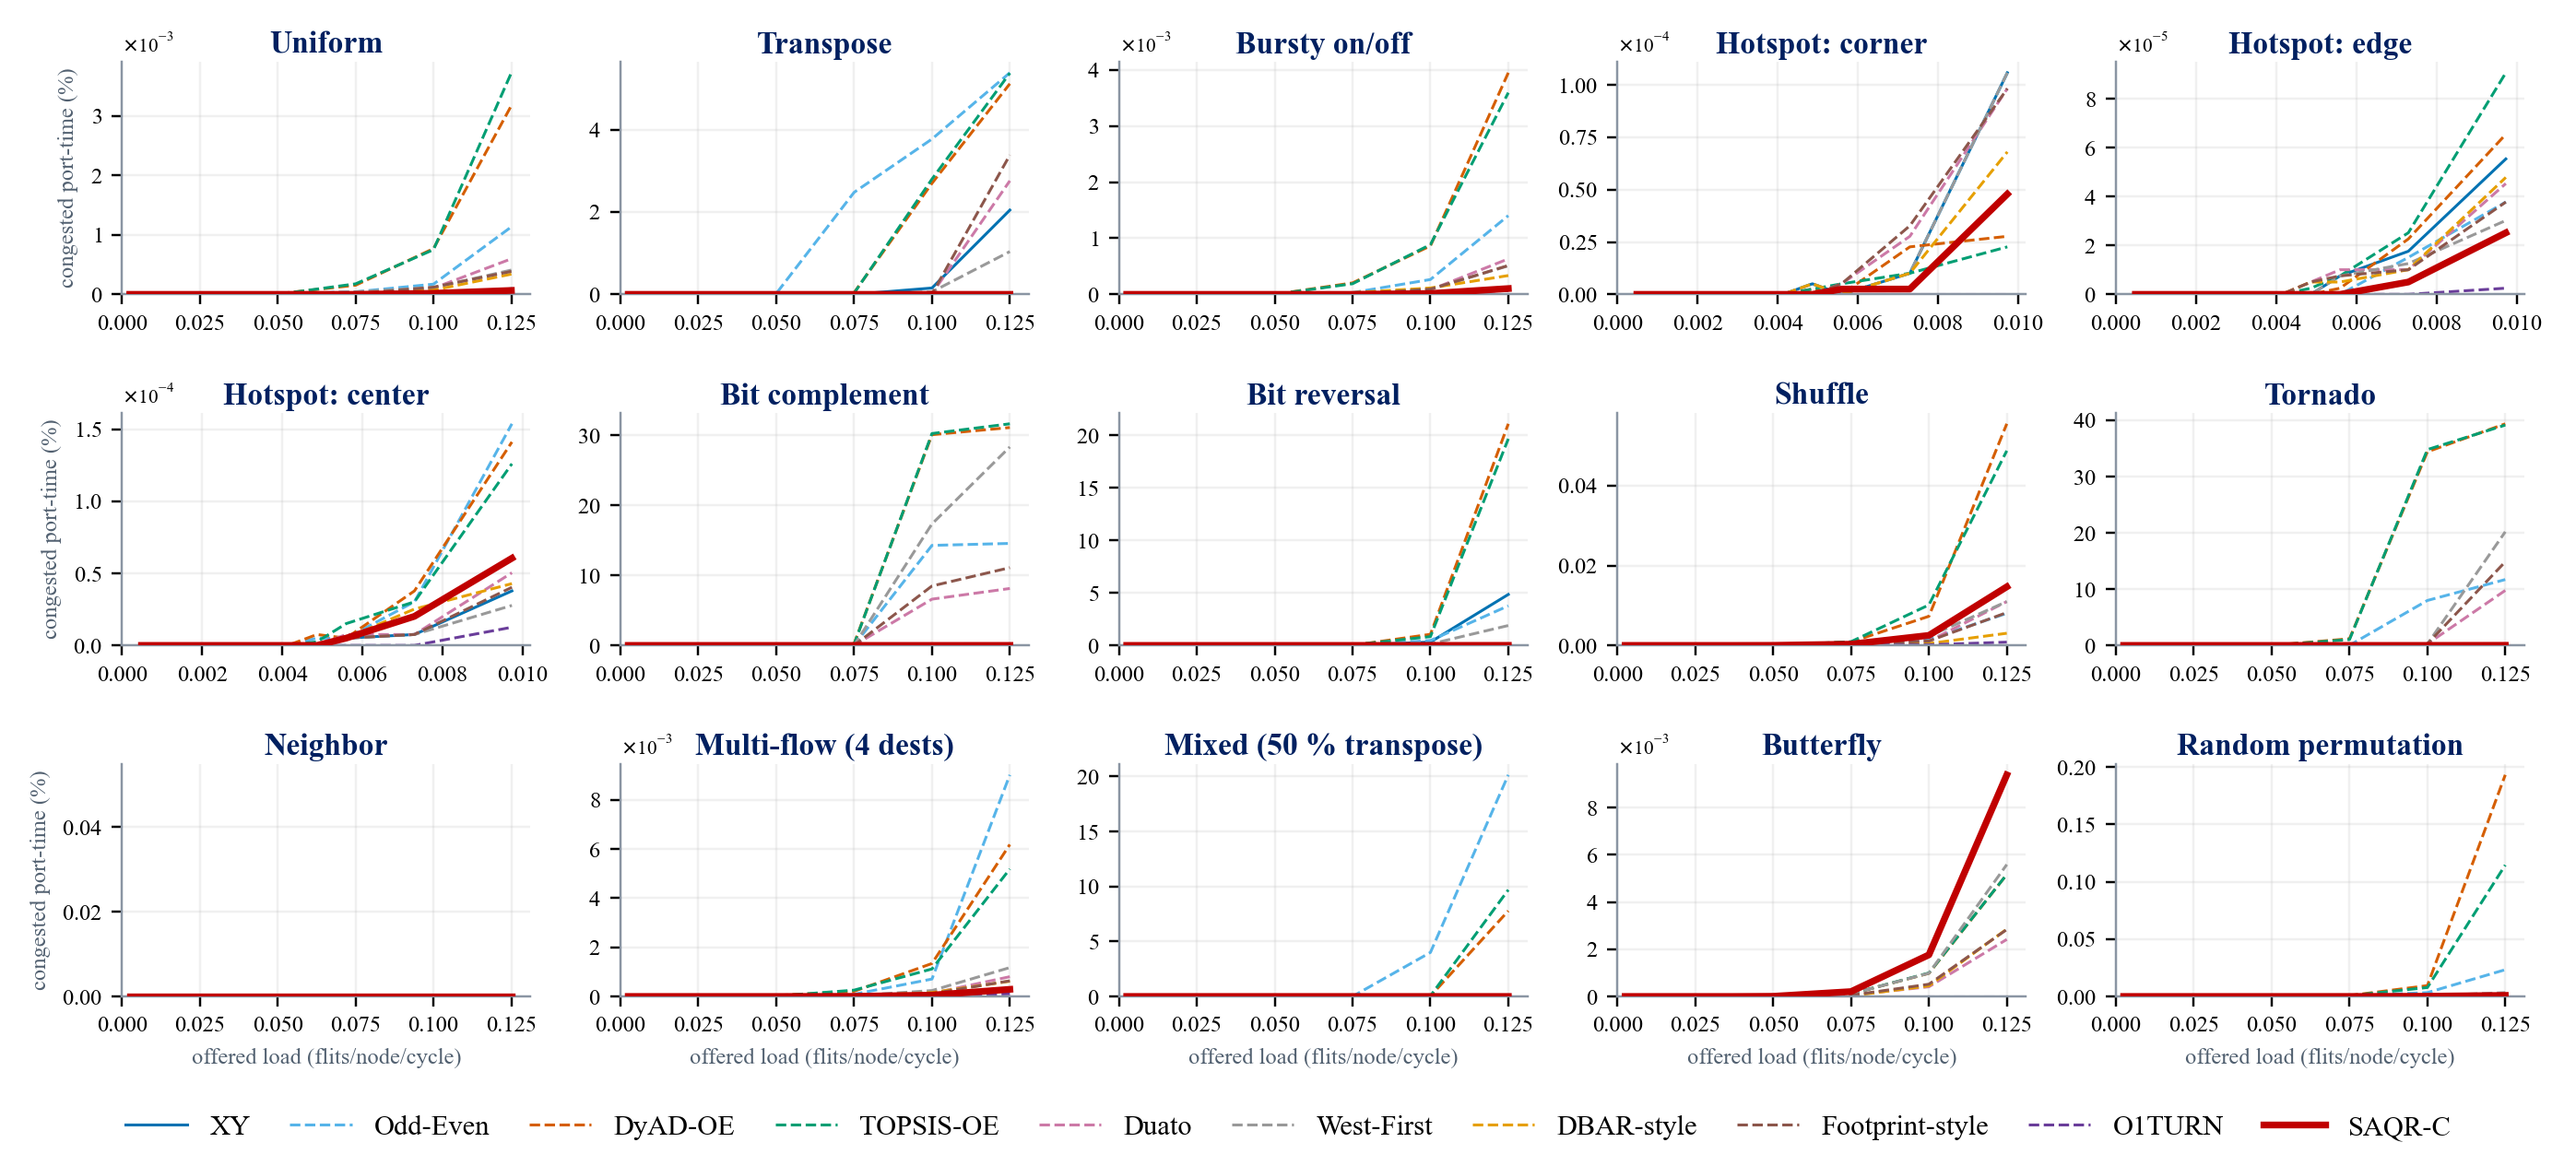 Uniform
Transpose
Bursty on/off
Hotspot: corner
Hotspot: edge
×10⁻³
×10⁻³
×10⁻⁴
×10⁻⁵
congested port-time (%)
3
2
1
0
0.000 0.025 0.050 0.075 0.100 0.125
4
2
0
0.000 0.025 0.050 0.075 0.100 0.125
4
3
2
1
0
0.000 0.025 0.050 0.075 0.100 0.125
1.00
0.75
0.50
0.25
0.00
0.000 0.002 0.004 0.006 0.008 0.010
8
6
4
2
0
0.000 0.002 0.004 0.006 0.008 0.010
Hotspot: center
Bit complement
Bit reversal
Shuffle
Tornado
×10⁻⁴
congested port-time (%)
1.5
1.0
0.5
0.0
0.000 0.002 0.004 0.006 0.008 0.010
30
20
10
0
0.000 0.025 0.050 0.075 0.100 0.125
20
15
10
5
0
0.000 0.025 0.050 0.075 0.100 0.125
0.04
0.02
0.00
0.000 0.025 0.050 0.075 0.100 0.125
40
30
20
10
0
0.000 0.025 0.050 0.075 0.100 0.125
Neighbor
Multi-flow (4 dests)
Mixed (50 % transpose)
Butterfly
Random permutation
×10⁻³
×10⁻³
congested port-time (%)
0.04
0.02
0.00
0.000 0.025 0.050 0.075 0.100 0.125
offered load (flits/node/cycle)
8
6
4
2
0
0.000 0.025 0.050 0.075 0.100 0.125
offered load (flits/node/cycle)
20
15
10
5
0
0.000 0.025 0.050 0.075 0.100 0.125
offered load (flits/node/cycle)
8
6
4
2
0
0.000 0.025 0.050 0.075 0.100 0.125
offered load (flits/node/cycle)
0.20
0.15
0.10
0.05
0.00
0.000 0.025 0.050 0.075 0.100 0.125
offered load (flits/node/cycle)
XY Odd-Even DyAD-OE TOPSIS-OE Duato West-First DBAR-style Footprint-style O1TURN SAQR-C